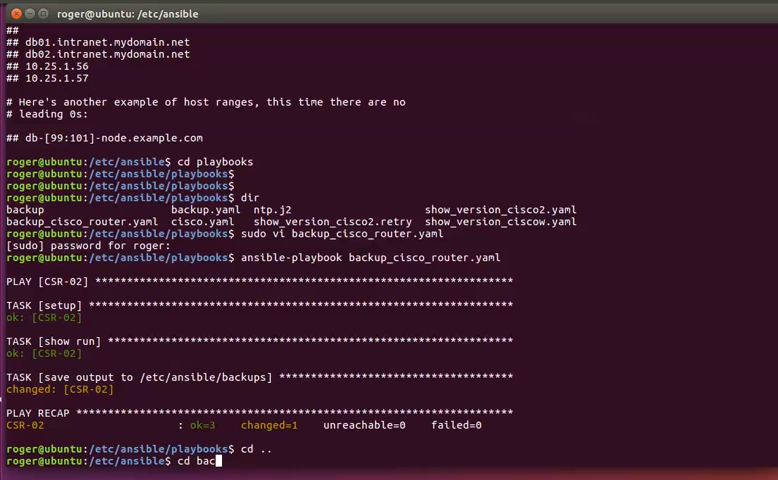 roger@ubuntu: /etc/ansible
##
## db01.intranet.mydomain.net
## db02.intranet.mydomain.net
## 10.25.1.56
## 10.25.1.57
# Here's another example of host ranges, this time there are no
# leading 0s:
## db-[99:101]-node.example.com
roger@ubuntu:/etc/ansible$ cd playbooks
roger@ubuntu:/etc/ansible/playbooks$
roger@ubuntu:/etc/ansible/playbooks$
roger@ubuntu:/etc/ansible/playbooks$ dir
backup backup.yaml ntp.j2 show_version_cisco2.yaml
backup_cisco_router.yaml cisco.yaml show_version_cisco2.retry show_version_ciscow.yaml
roger@ubuntu:/etc/ansible/playbooks$ sudo vi backup_cisco_router.yaml
[sudo] password for roger:
roger@ubuntu:/etc/ansible/playbooks$ ansible-playbook backup_cisco_router.yaml
PLAY [CSR-02] **********************************************************************
TASK [setup] ***********************************************************************
ok: [CSR-02]
TASK [show run] ********************************************************************
ok: [CSR-02]
TASK [save output to /etc/ansible/backups] ***************************************
changed: [CSR-02]
PLAY RECAP *************************************************************************
CSR-02 : ok=3 changed=1 unreachable=0 failed=0
roger@ubuntu:/etc/ansible/playbooks$ cd ..
roger@ubuntu:/etc/ansible$ cd bac